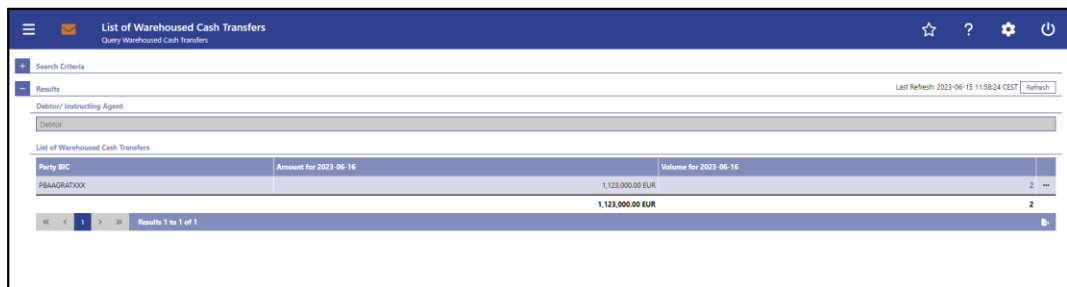 List of Warehoused Cash Transfers
Query Warehoused Cash Transfers
?
+ Search Criteria
− Results Last Refresh: 2023-06-15 11:58:24 CEST Refresh
Debtor/ Instructing Agent
Debtor
List of Warehoused Cash Transfers
Party BIC Amount for 2023-06-16 Volume for 2023-06-16
PBAAGRATXXX 1,123,000.00 EUR 2 ...
1,123,000.00 EUR 2
« < 1 > » Results 1 to 1 of 1